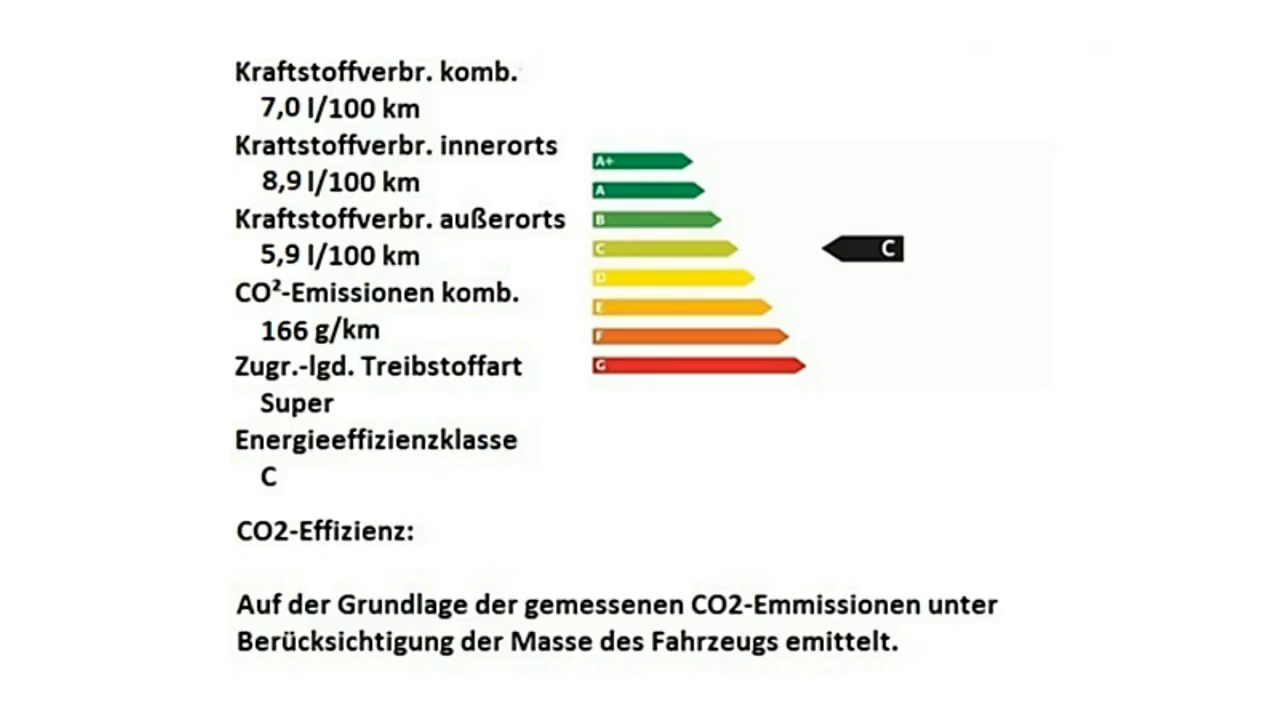 Kraftstoffverbr. komb.
7,0 l/100 km
Krattstoffverbr. innerorts
8,9 l/100 km
Kraftstoffverbr. außerorts
5,9 l/100 km
CO²-Emissionen komb.
166 g/km
Zugr.-lgd. Treibstoffart
Super
Energieeffizienzklasse
C
A+
A
B
C
D
E
F
G
C
CO2-Effizienz:
Auf der Grundlage der gemessenen CO2-Emmissionen unter
Berücksichtigung der Masse des Fahrzeugs emittelt.